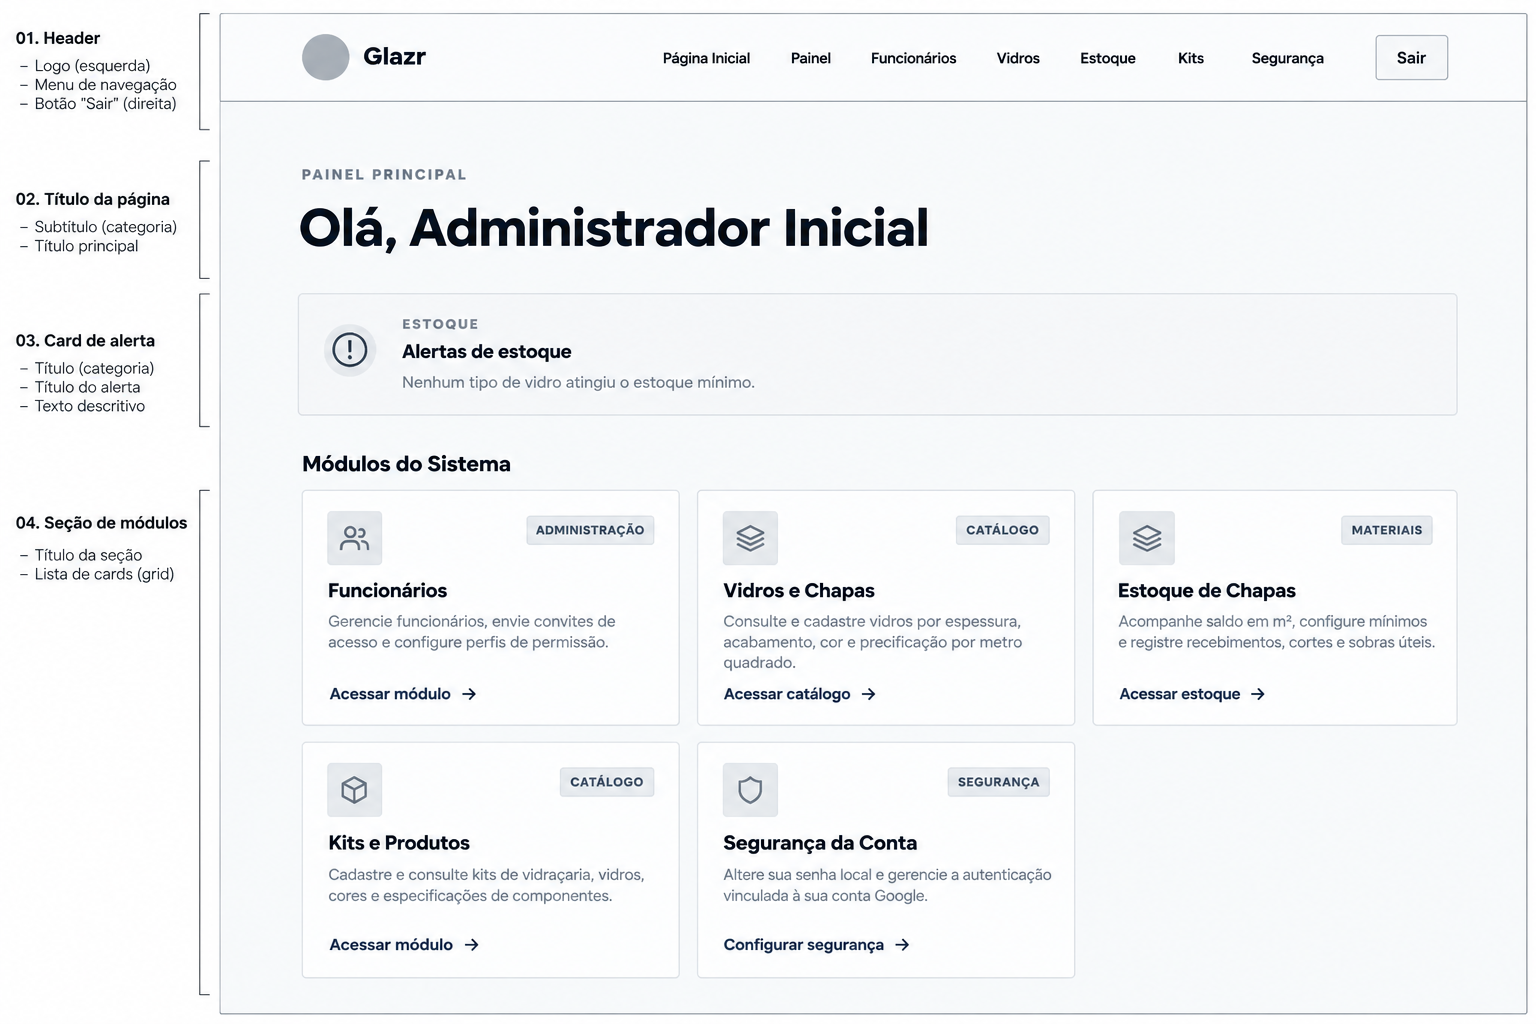 01. Header
– Logo (esquerda)
– Menu de navegação
– Botão "Sair" (direita)
02. Título da página
– Subtítulo (categoria)
– Título principal
03. Card de alerta
– Título (categoria)
– Título do alerta
– Texto descritivo
04. Seção de módulos
– Título da seção
– Lista de cards (grid)
Glazr
Página Inicial
Painel
Funcionários
Vidros
Estoque
Kits
Segurança
Sair
PAINEL PRINCIPAL
Olá, Administrador Inicial
ESTOQUE
Alertas de estoque
Nenhum tipo de vidro atingiu o estoque mínimo.
Módulos do Sistema
ADMINISTRAÇÃO
Funcionários
Gerencie funcionários, envie convites de
acesso e configure perfis de permissão.
Acessar módulo →
CATÁLOGO
Vidros e Chapas
Consulte e cadastre vidros por espessura,
acabamento, cor e precificação por metro
quadrado.
Acessar catálogo →
MATERIAIS
Estoque de Chapas
Acompanhe saldo em m², configure mínimos
e registre recebimentos, cortes e sobras úteis.
Acessar estoque →
CATÁLOGO
Kits e Produtos
Cadastre e consulte kits de vidraçaria, vidros,
cores e especificações de componentes.
Acessar módulo →
SEGURANÇA
Segurança da Conta
Altere sua senha local e gerencie a autenticação
vinculada à sua conta Google.
Configurar segurança →